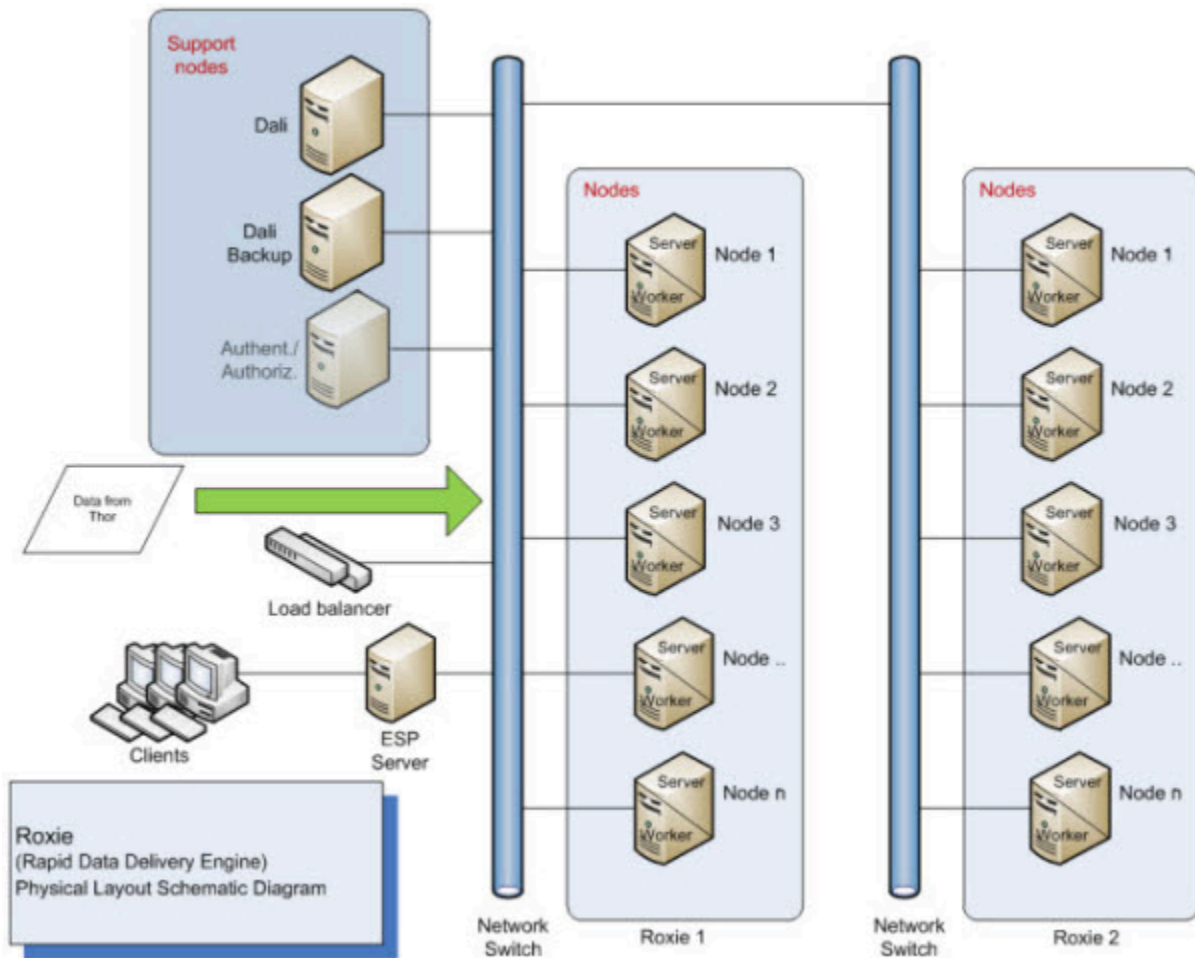 Support
nodes
Dali
Dali
Backup
Authent./
Authoriz.
Data from
Thor
Load balancer
Clients
ESP
Server
Roxie
(Rapid Data Delivery Engine)
Physical Layout Schematic Diagram
Network
Switch
Nodes
Server
Worker
Node 1
Server
Worker
Node 2
Server
Worker
Node 3
Server
Worker
Node ..
Server
Worker
Node n
Roxie 1
Network
Switch
Nodes
Server
Worker
Node 1
Server
Worker
Node 2
Server
Worker
Node 3
Server
Worker
Node ..
Server
Worker
Node n
Roxie 2